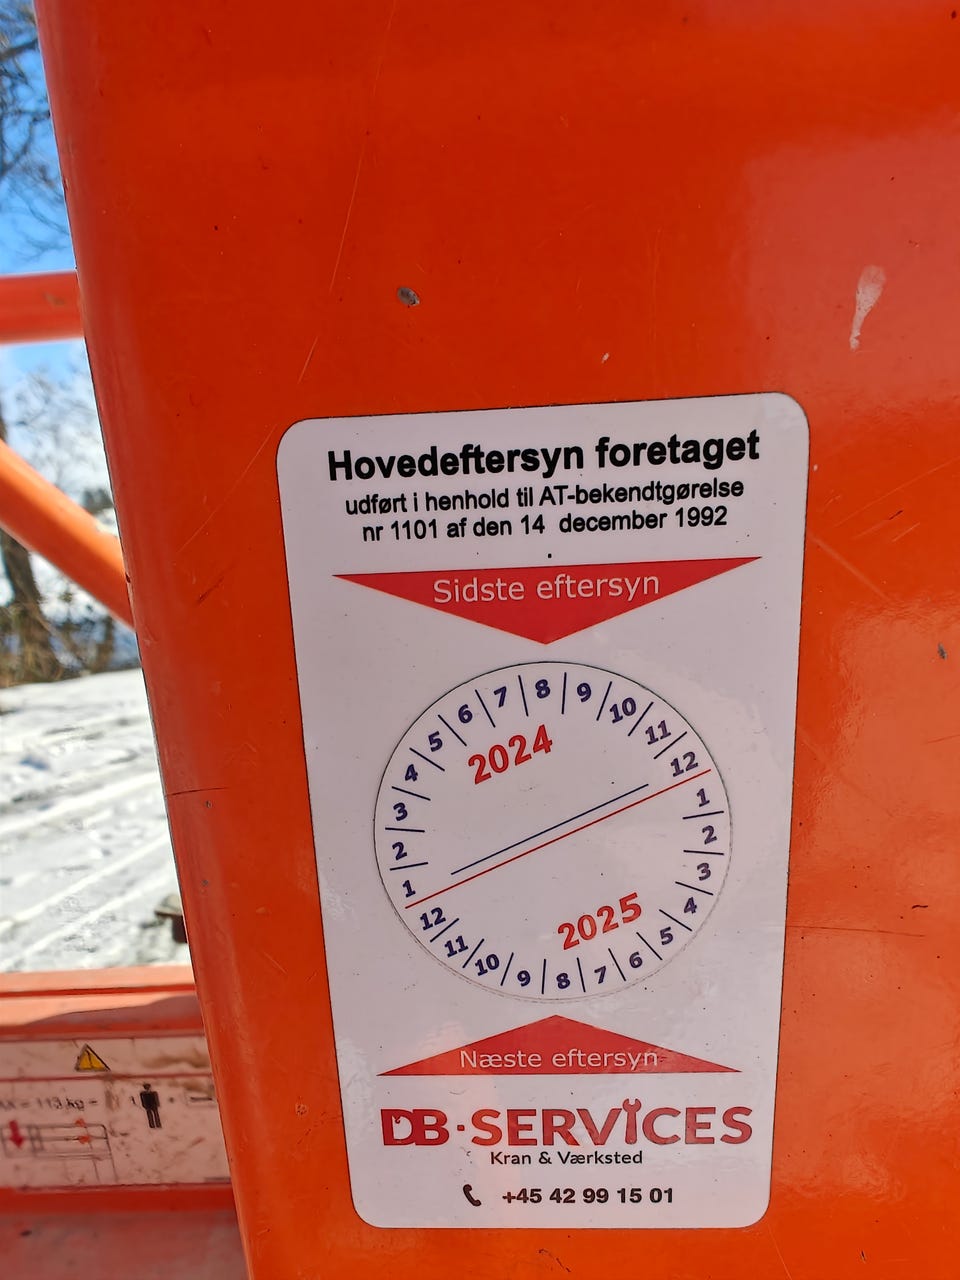 Hovedeftersyn foretaget
udført i henhold til AT-bekendtgørelse
nr 1101 af den 14 december 1992
Sidste eftersyn
1 2 3 4 5 6 7 8 9 10 11 12
2024
2025
1 2 3 4 5 6 7 8 9 10 11 12
Næste eftersyn
DB·SERVICES
Kran & Værksted
+45 42 99 15 01
113 kg =